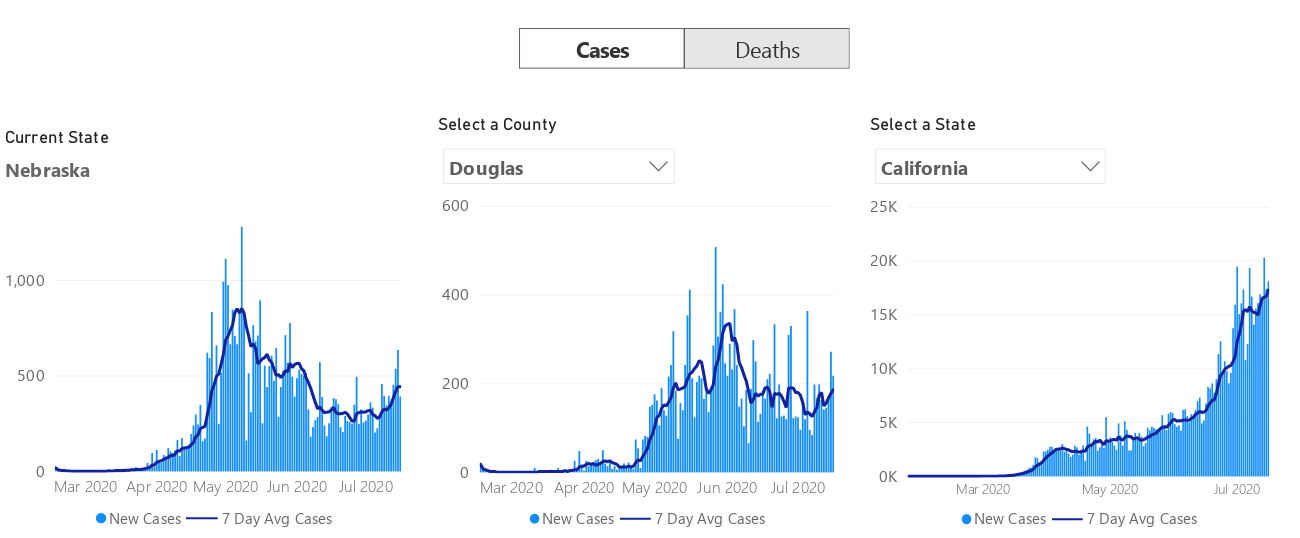 Cases Deaths
Current State
Nebraska
1,000
500
0
Mar 2020 Apr 2020 May 2020 Jun 2020 Jul 2020
New Cases 7 Day Avg Cases
Select a County
Douglas
600
400
200
0
Mar 2020 Apr 2020 May 2020 Jun 2020 Jul 2020
New Cases 7 Day Avg Cases
Select a State
California
25K
20K
15K
10K
5K
0K
Mar 2020 May 2020 Jul 2020
New Cases 7 Day Avg Cases